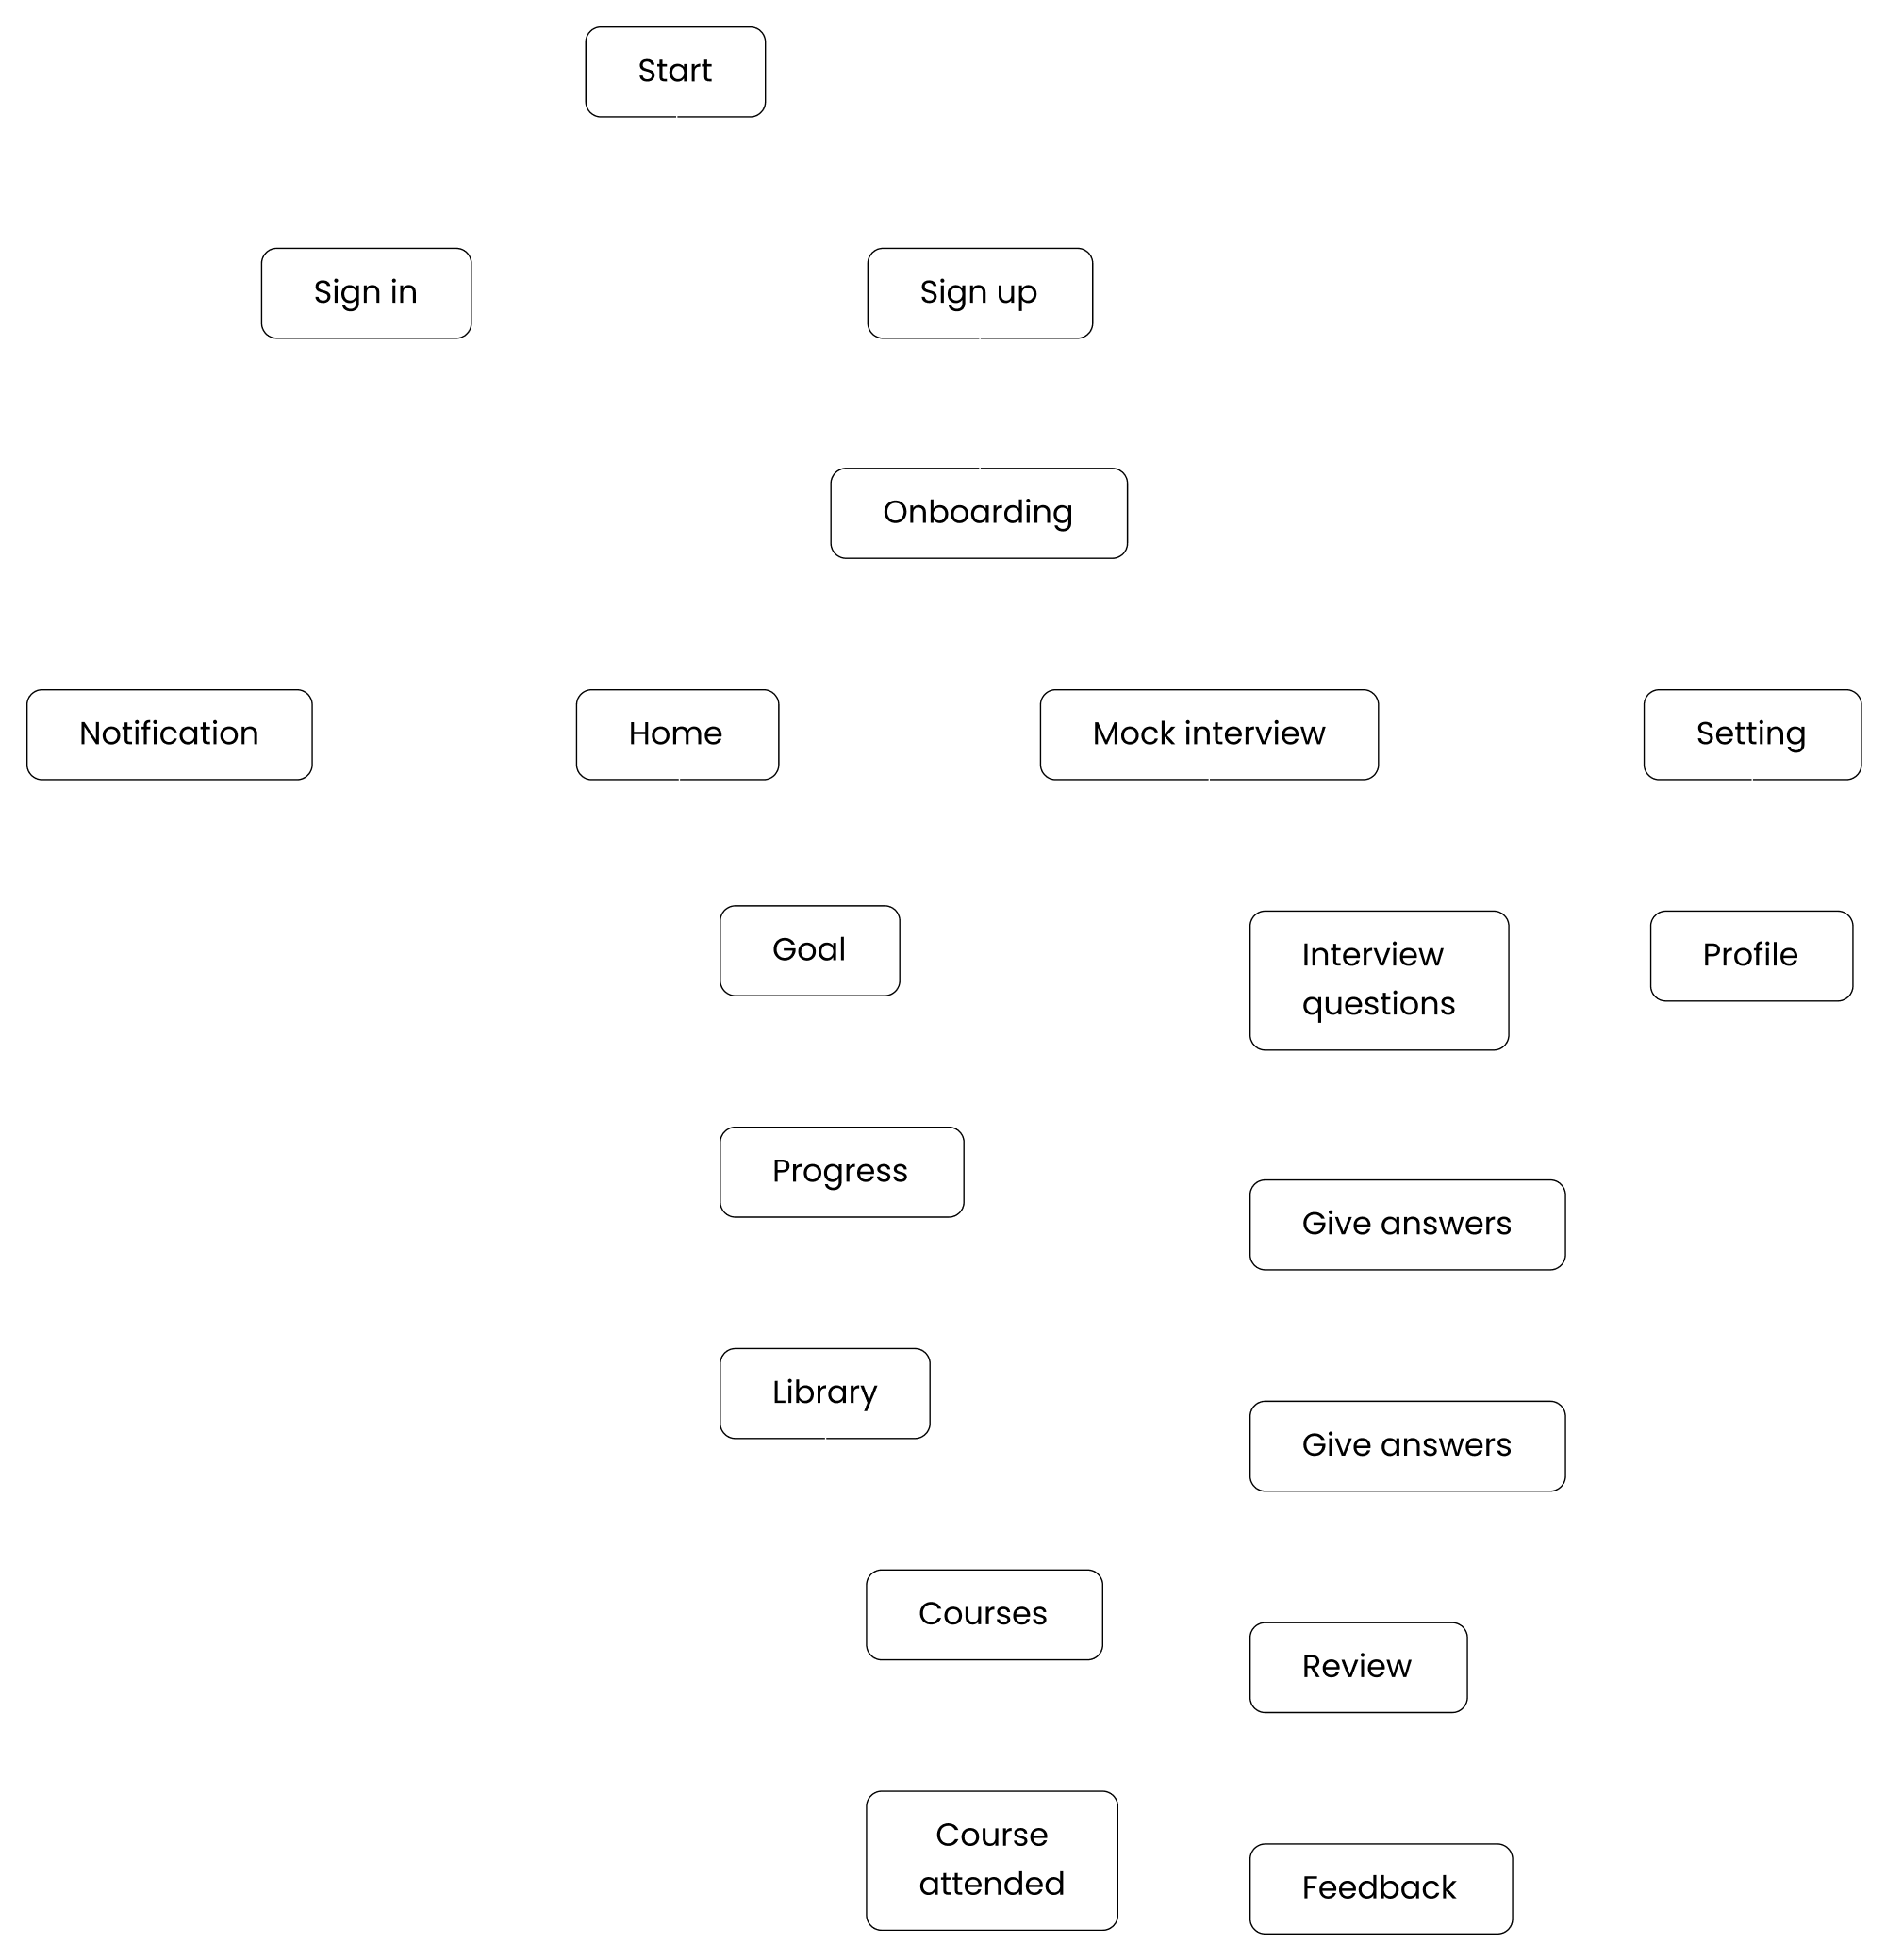 Start
Sign in
Sign up
Onboarding
Notification
Home
Mock interview
Setting
Goal
Interview
questions
Profile
Progress
Give answers
Library
Give answers
Courses
Review
Course
attended
Feedback